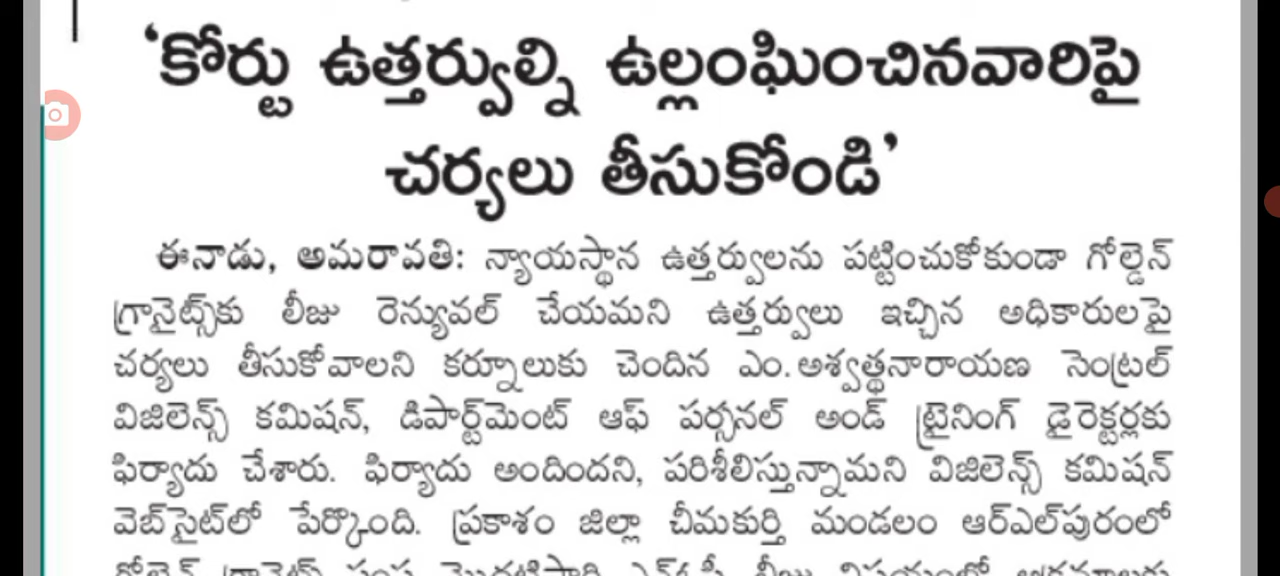 ‘కోర్టు ఉత్తర్వుల్ని ఉల్లంఘించినవారిపై
చర్యలు తీసుకోండి’
ఈనాడు, అమరావతి: న్యాయస్థాన ఉత్తర్వులను పట్టించుకోకుండా గోల్డెన్
గ్రానైట్స్‌కు లీజు రెన్యువల్ చేయమని ఉత్తర్వులు ఇచ్చిన అధికారులపై
చర్యలు తీసుకోవాలని కర్నూలుకు చెందిన ఎం.అశ్వత్థనారాయణ సెంట్రల్
విజిలెన్స్ కమిషన్, డిపార్ట్‌మెంట్ ఆఫ్ పర్సనల్ అండ్ ట్రైనింగ్ డైరెక్టర్లకు
ఫిర్యాదు చేశారు. ఫిర్యాదు అందిందని, పరిశీలిస్తున్నామని విజిలెన్స్ కమిషన్
వెబ్‌సైట్‌లో పేర్కొంది. ప్రకాశం జిల్లా చీమకుర్తి మండలం ఆర్ఎల్‌పురంలో